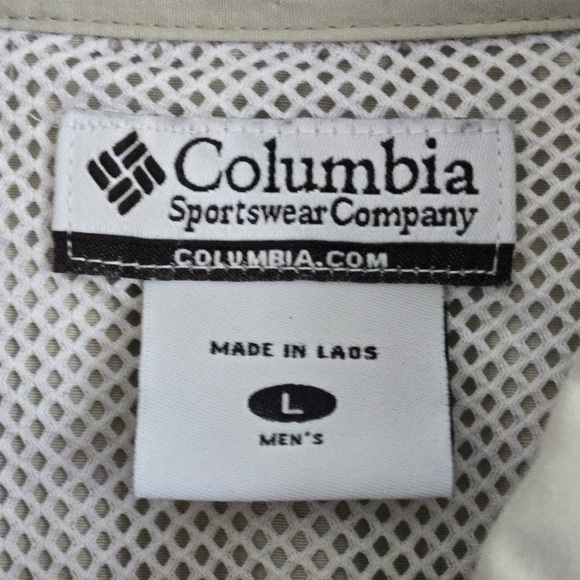 Columbia
Sportswear Company
COLUMBIA.COM
MADE IN LAOS
L
MEN'S